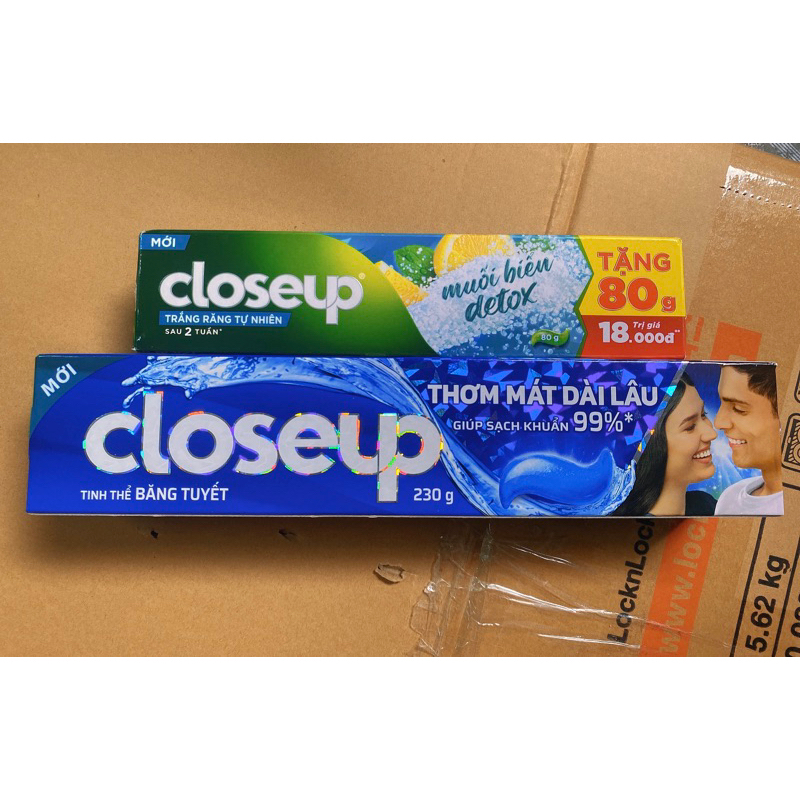 MỚI
closeup
TRẮNG RĂNG TỰ NHIÊN
SAU 2 TUẦN*
muối biển
detox
80 g
TẶNG
80g
Trị giá
18.000đ**
MỚI
closeup
TINH THỂ BĂNG TUYẾT
230 g
THƠM MÁT DÀI LÂU
GIÚP SẠCH KHUẨN 99%*
LocknLock
www.loc
5.62 kg